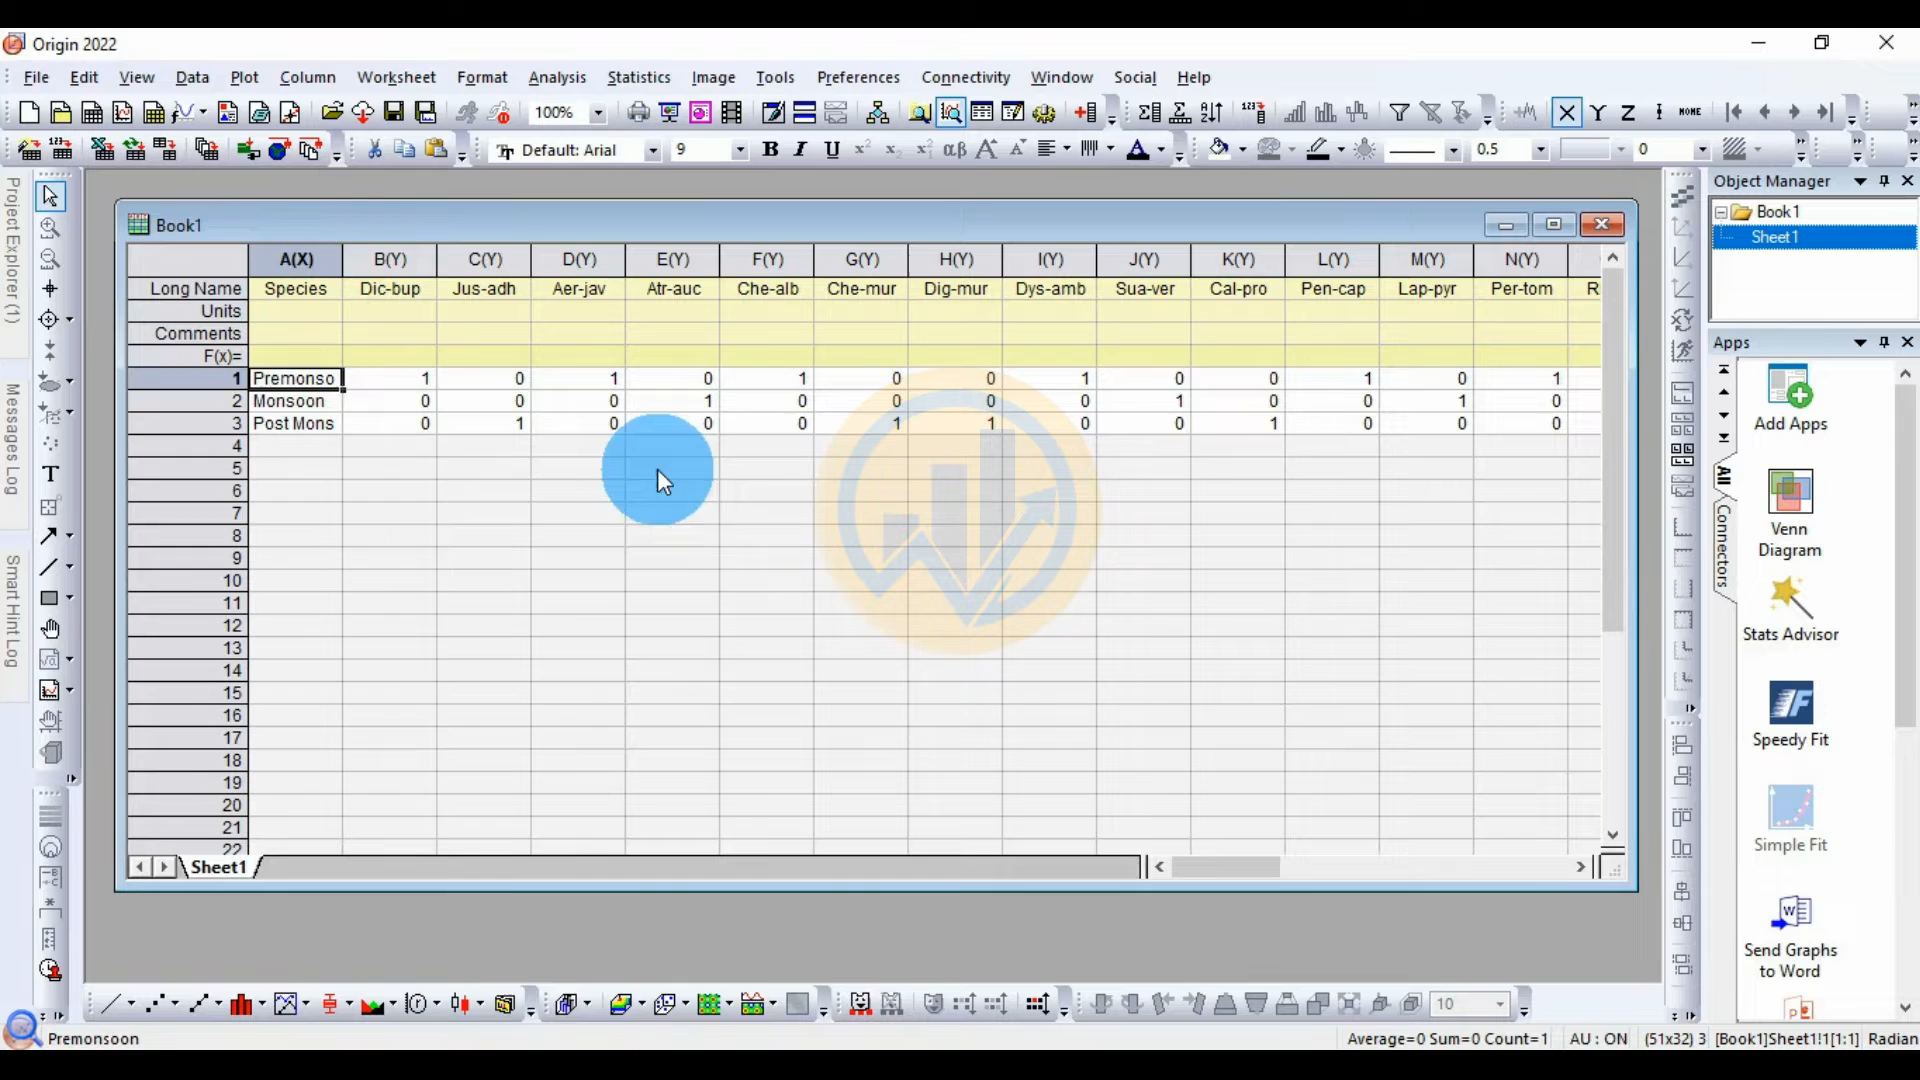 Origin 2022
File Edit View Data Plot Column Worksheet Format Analysis Statistics Image Tools Preferences Connectivity Window Social Help
100% X Y Z NONE
Default: Arial 9 B I U x² x₂ αβ A A A 0.5 0
Project Explorer (1)
Messages Log
Smart Hint Log
Book1
A(X) B(Y) C(Y) D(Y) E(Y) F(Y) G(Y) H(Y) I(Y) J(Y) K(Y) L(Y) M(Y) N(Y)
Long Name Species Dic-bup Jus-adh Aer-jav Atr-auc Che-alb Che-mur Dig-mur Dys-amb Sua-ver Cal-pro Pen-cap Lap-pyr Per-tom R
Units
Comments
F(x)=
1 Premonso 1 0 1 0 1 0 0 1 0 0 1 0 1
2 Monsoon 0 0 0 1 0 0 0 0 1 0 0 1 0
3 Post Mons 0 1 0 0 0 1 1 0 0 1 0 0 0
4
5
6
7
8
9
10
11
12
13
14
15
16
17
18
19
20
21
22
Sheet1
Object Manager
Book1
Sheet1
Apps
All
Connectors
Add Apps
Venn
Diagram
Stats Advisor
Speedy Fit
Simple Fit
Send Graphs
to Word
10
Premonsoon
Average=0 Sum=0 Count=1 AU : ON (51x32) 3 [Book1]Sheet1!1[1:1] Radian